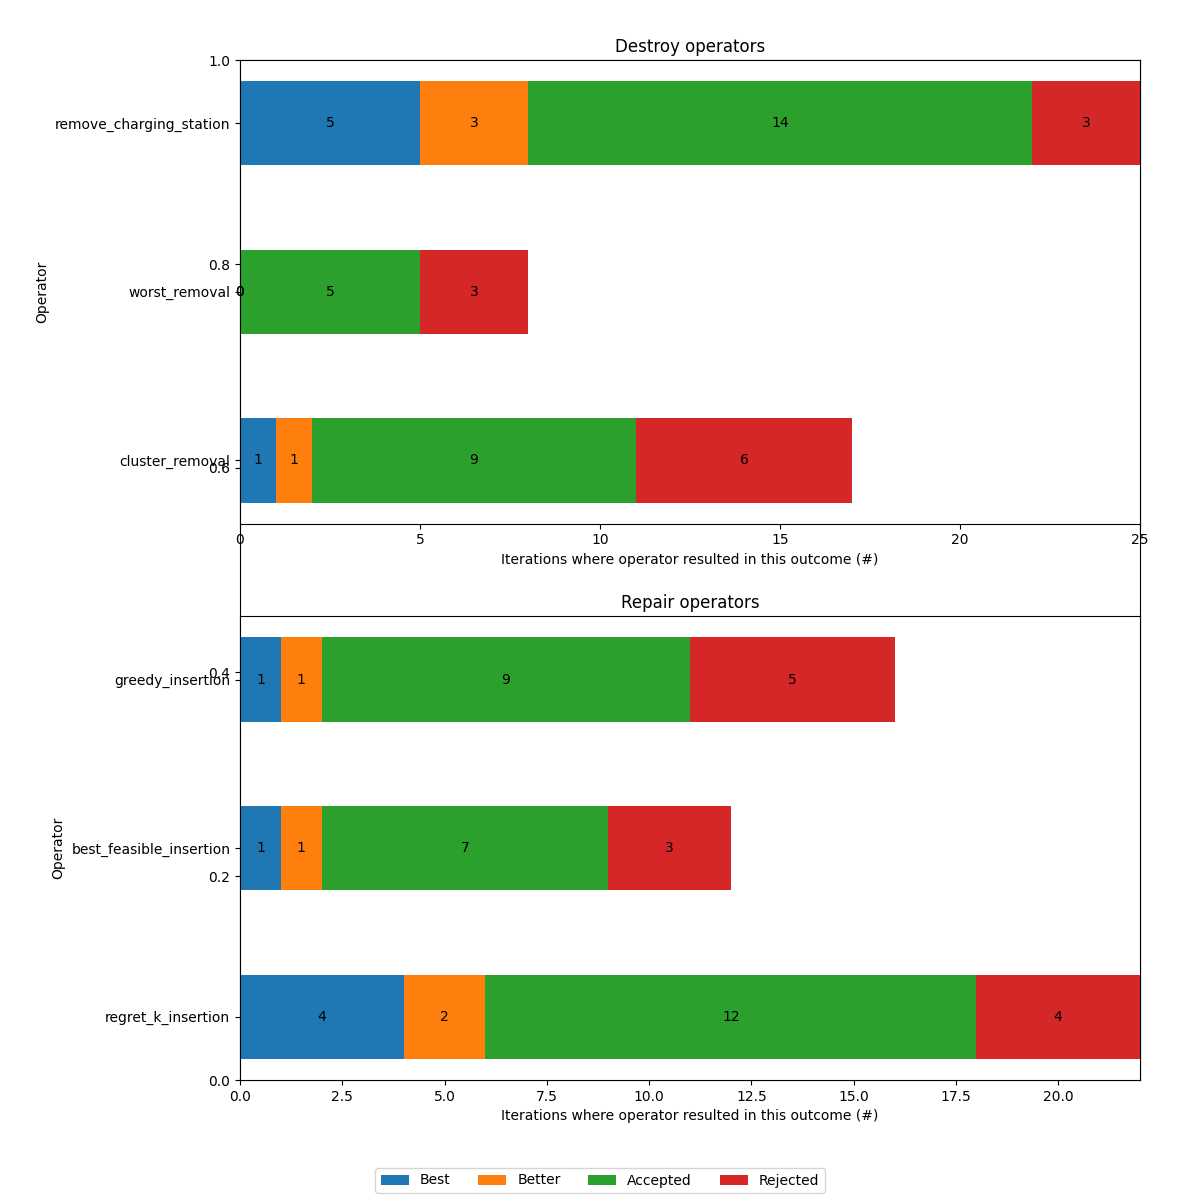 Destroy operators
1.0
remove_charging_station 5 3 14 3
0.8
Operator
worst_removal 0 5 3
cluster_removal 1 1 9 6
0.6
0 5 10 15 20 25
Iterations where operator resulted in this outcome (#)
Repair operators
0.4
greedy_insertion 1 1 9 5
Operator
best_feasible_insertion 1 1 7 3
0.2
regret_k_insertion 4 2 12 4
0.0
0.0 2.5 5.0 7.5 10.0 12.5 15.0 17.5 20.0
Iterations where operator resulted in this outcome (#)
Best Better Accepted Rejected